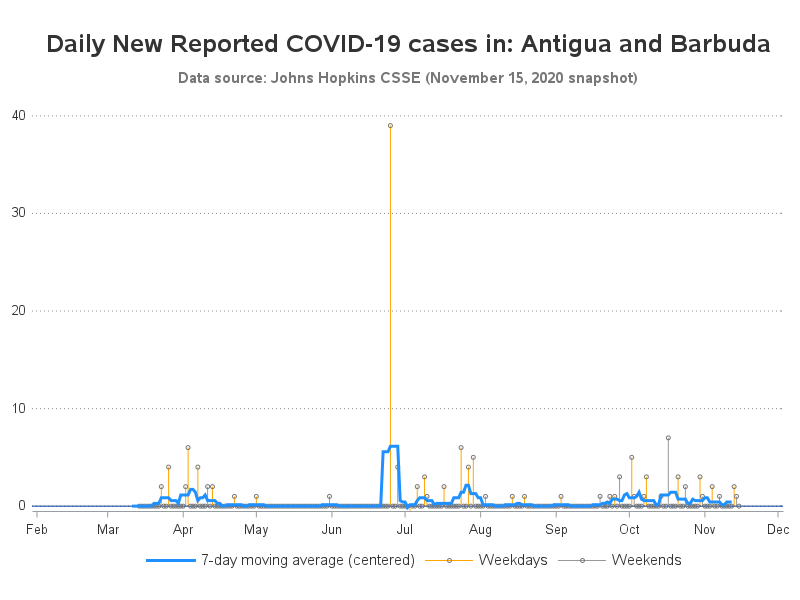 Daily New Reported COVID-19 cases in: Antigua and Barbuda
Data source: Johns Hopkins CSSE (November 15, 2020 snapshot)
40
30
20
10
0
Feb Mar Apr May Jun Jul Aug Sep Oct Nov Dec
7-day moving average (centered) Weekdays Weekends